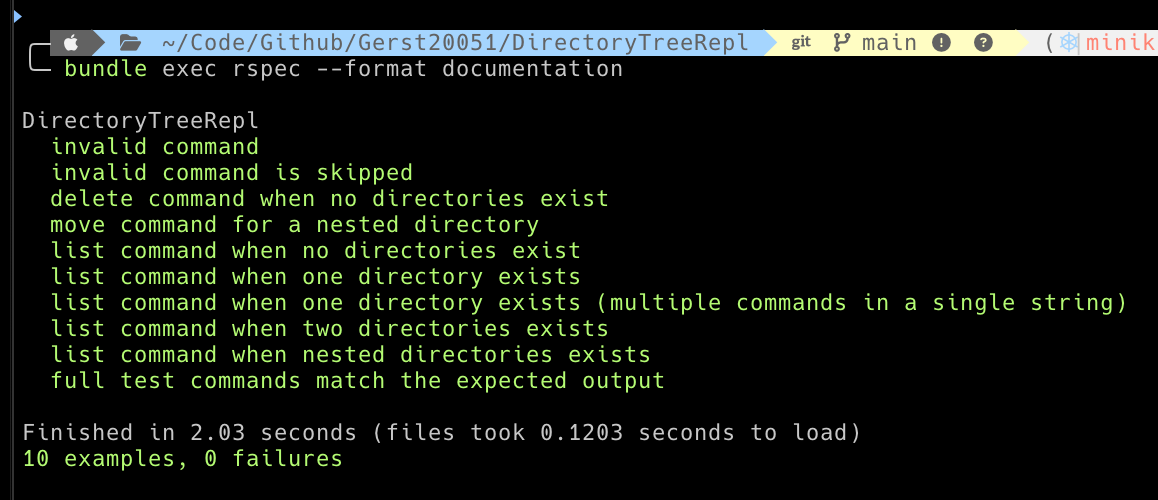 ~/Code/Github/Gerst20051/DirectoryTreeRepl git main ! ? ( minik
bundle exec rspec --format documentation
DirectoryTreeRepl
invalid command
invalid command is skipped
delete command when no directories exist
move command for a nested directory
list command when no directories exist
list command when one directory exists
list command when one directory exists (multiple commands in a single string)
list command when two directories exists
list command when nested directories exists
full test commands match the expected output
Finished in 2.03 seconds (files took 0.1203 seconds to load)
10 examples, 0 failures